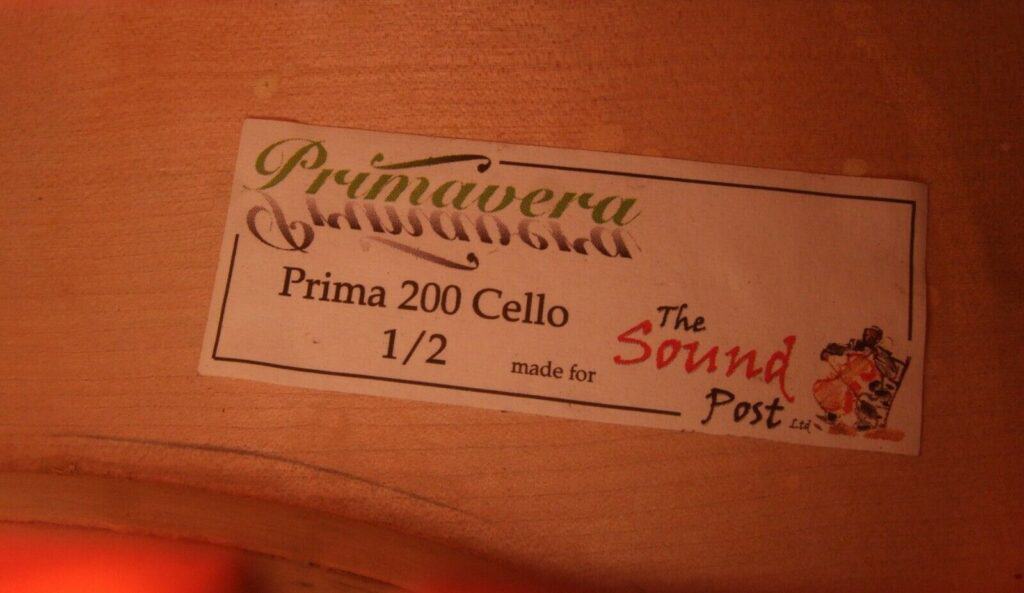 Primavera
Prima 200 Cello
1/2
made for
The
Sound
Post Ltd